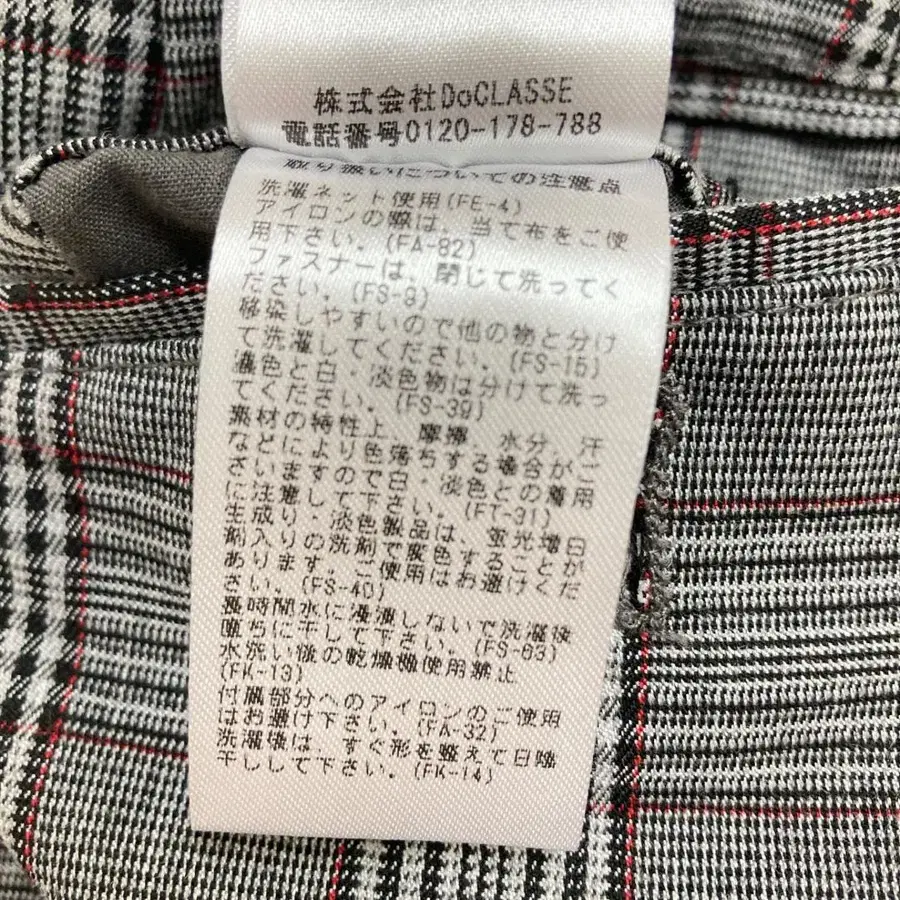 株式会社DoCLASSE
電話番号0120-178-788
取り扱いについての注意点
洗濯ネット使用(FE-4)
アイロンの際は、当て布をご使
用下さい。(FA-82)
ファスナーは、閉じて洗ってく
ださい。(FS-9)
移染しやすいので他の物と分け
て洗濯してください。(FS-15)
濃色と白・淡色物は分けて洗っ
てください。(FS-39)
素材の特性上、摩擦、水分、汗
などにより色落ちする場合がご
ざいますので白・淡色との着用
に注意して下さい。(FT-31)
生成り・淡色製品は、蛍光増白
剤入りの洗剤で変色することが
あります。ご使用はお避けくだ
さい。(FS-40)
長時間水に浸漬しないで洗濯後
直ちに干して下さい。(FS-63)
水洗い後の乾燥機使用禁止
(FK-13)
付属部分へのアイロンのご使用
はお避け下さい。(FA-32)
洗濯後は、すぐ形を整えて日陰
干しして下さい。(FK-14)